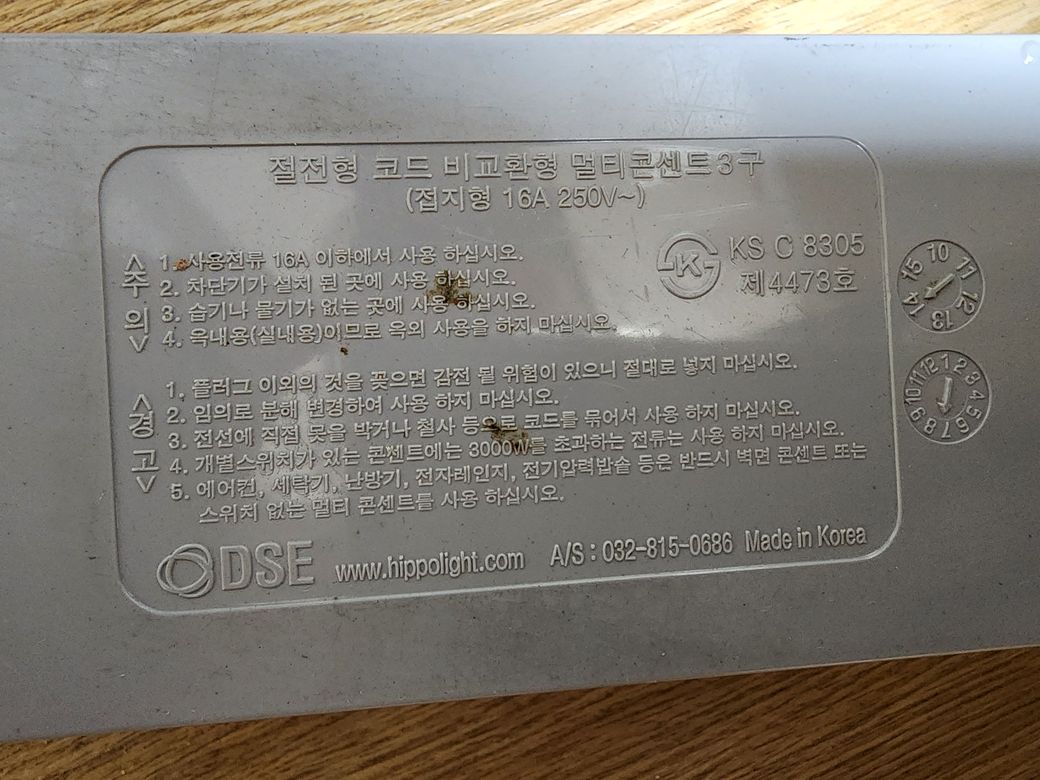 절전형 코드 비교환형 멀티콘센트3구
(접지형 16A 250V~)
<주의>
1. 사용전류 16A 이하에서 사용 하십시오.
2. 차단기가 설치 된 곳에 사용 하십시오.
3. 습기나 물기가 없는 곳에 사용 하십시오.
4. 옥내용(실내용)이므로 옥외 사용을 하지 마십시오.
K
KS C 8305
제4473호
<경고>
1. 플러그 이외의 것을 꽂으면 감전 될 위험이 있으니 절대로 넣지 마십시오.
2. 임의로 분해 변경하여 사용 하지 마십시오.
3. 전선에 직접 못을 박거나 철사 등으로 코드를 묶어서 사용 하지 마십시오.
4. 개별스위치가 있는 콘센트에는 3000W를 초과하는 전류는 사용 하지 마십시오.
5. 에어컨, 세탁기, 난방기, 전자레인지, 전기압력밥솥 등은 반드시 벽면 콘센트 또는
스위치 없는 멀티 콘센트를 사용 하십시오.
DSE www.hippolight.com A/S : 032-815-0686 Made in Korea
10 11 12 13 14 15
1 2 3 4 5 6 7 8 9 10 11 12